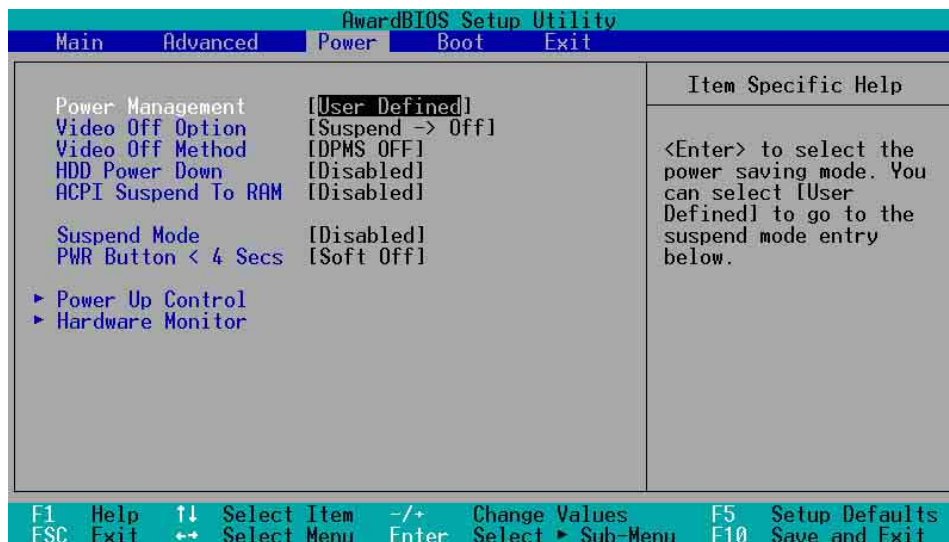 AwardBIOS Setup Utility
Main Advanced Power Boot Exit
Power Management [User Defined]
Video Off Option [Suspend -> Off]
Video Off Method [DPMS OFF]
HDD Power Down [Disabled]
ACPI Suspend To RAM [Disabled]
Suspend Mode [Disabled]
PWR Button < 4 Secs [Soft Off]
▸ Power Up Control
▸ Hardware Monitor
Item Specific Help
<Enter> to select the
power saving mode. You
can select [User
Defined] to go to the
suspend mode entry
below.
F1 Help ↑↓ Select Item -/+ Change Values F5 Setup Defaults
ESC Exit ←→ Select Menu Enter Select ▸ Sub-Menu F10 Save and Exit